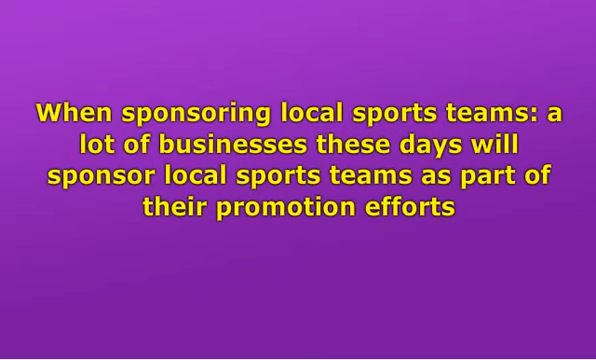 When sponsoring local sports teams: a
lot of businesses these days will
sponsor local sports teams as part of
their promotion efforts